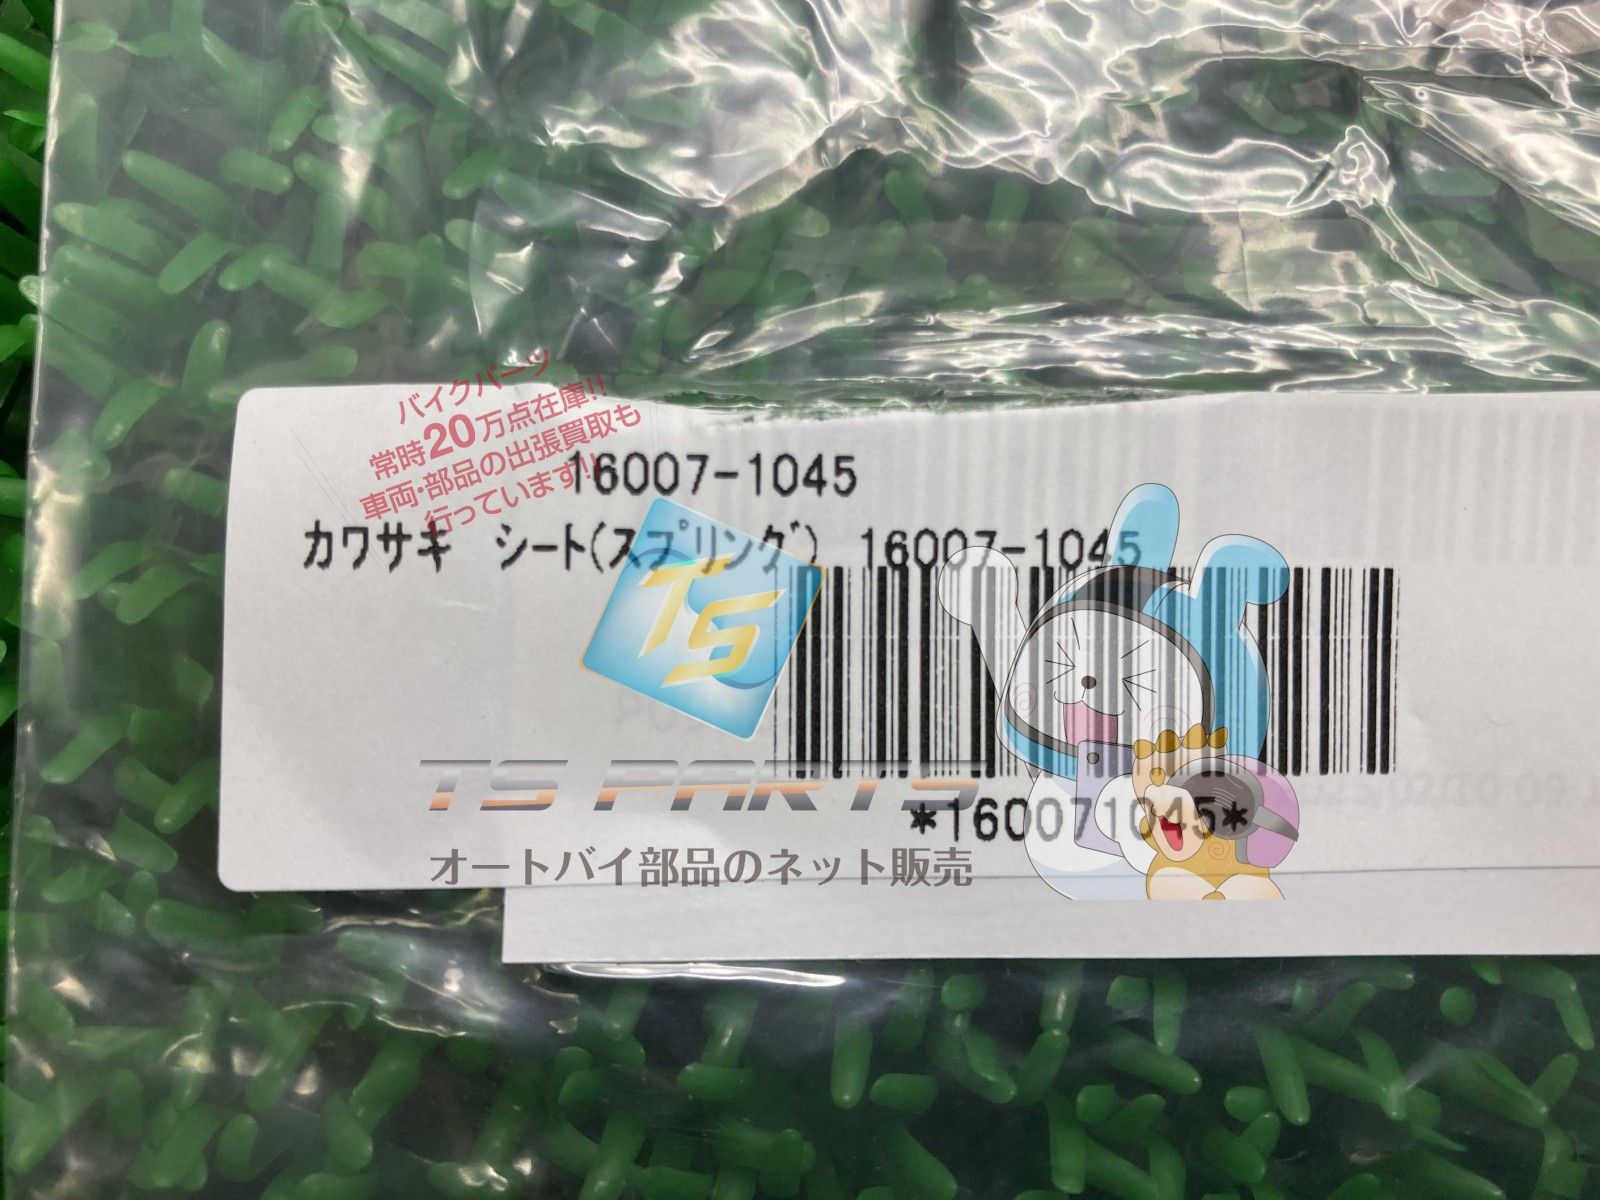 バイクパーツ
常時20万点在庫!!
車両・部品の出張買取も
行っています!!
16007-1045
カワサキ シート(スプリング) 16007-1045
TS
TS PARTS
*160071045*
オートバイ部品のネット販売